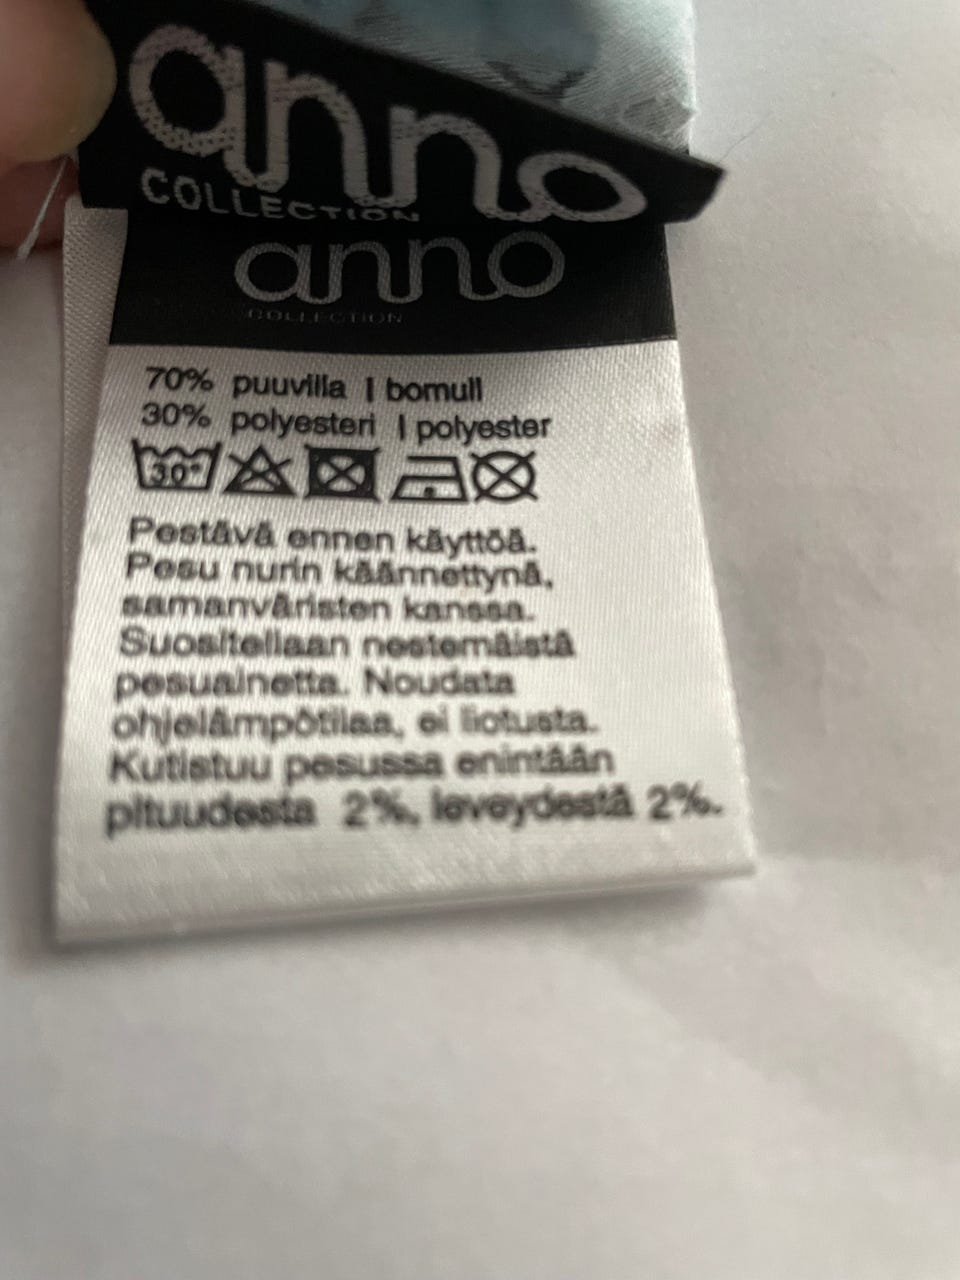 anno
COLLECTION
anno
COLLECTION
70% puuvilla | bomull
30% polyesteri | polyester
30°
Pestävä ennen käyttöä.
Pesu nurin käännettynä,
samanväristen kanssa.
Suositellaan nestemäistä
pesuainetta. Noudata
ohjelämpötilaa, ei liotusta.
Kutistuu pesussa enintään
pituudesta 2%, leveydestä 2%.